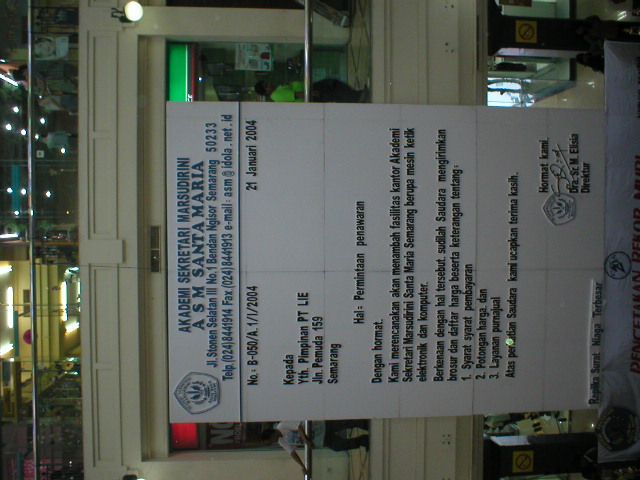 AKADEMI SEKRETARI MARSUDIRINI
A S M SANTA MARIA
Jl. Stonen Selatan III No.1 Bendan Ngisor Semarang 50233
Telp.(024)8441914 Fax.(024)8441913 e-mail: asm@idola.net.id
No.: B-050/A.1/I/2004
21 Januari 2004
Kepada
Yth. Pimpinan PT LIE
Jln. Pemuda 159
Semarang
Hal: Permintaan penawaran
Dengan hormat.
Kami merencanakan akan menambah fasilitas kantor Akademi
Sekretari Marsudirini Santa Maria Semarang berupa mesin ketik
elektronik dan komputer.
Berkenaan dengan hal tersebut. sudilah Saudara mengirimkan
brosur dan daftar harga beserta keterangan tentang:
1. Syarat syarat pembayaran
2. Potongan harga. dan
3. Layanan purnajual
Atas perhatian Saudara kami ucapkan terima kasih.
Hormat kami
M. Elisia
Direktur
Replika Surat Niaga Terbesar